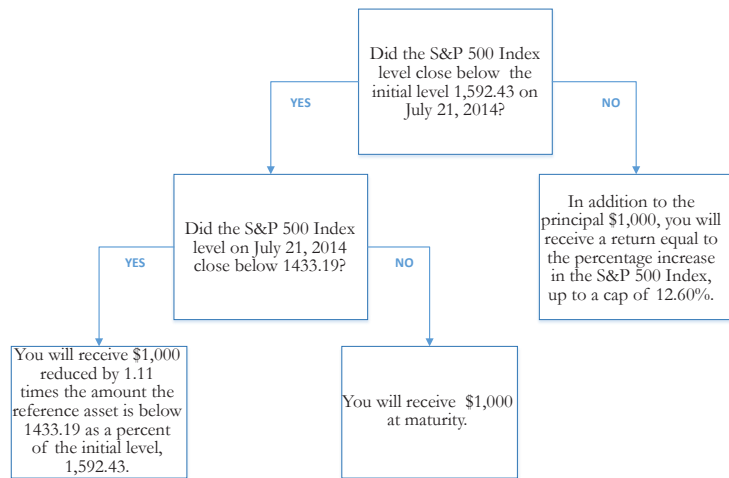 Did the S&P 500 Index
level close below the
initial level 1,592.43 on
July 21, 2014?
YES
NO
Did the S&P 500 Index
level on July 21, 2014
close below 1433.19?
In addition to the
principal $1,000, you will
receive a return equal to
the percentage increase
in the S&P 500 Index,
up to a cap of 12.60%.
YES
NO
You will receive $1,000
reduced by 1.11
times the amount the
reference asset is below
1433.19 as a percent
of the initial level,
1,592.43.
You will receive $1,000
at maturity.